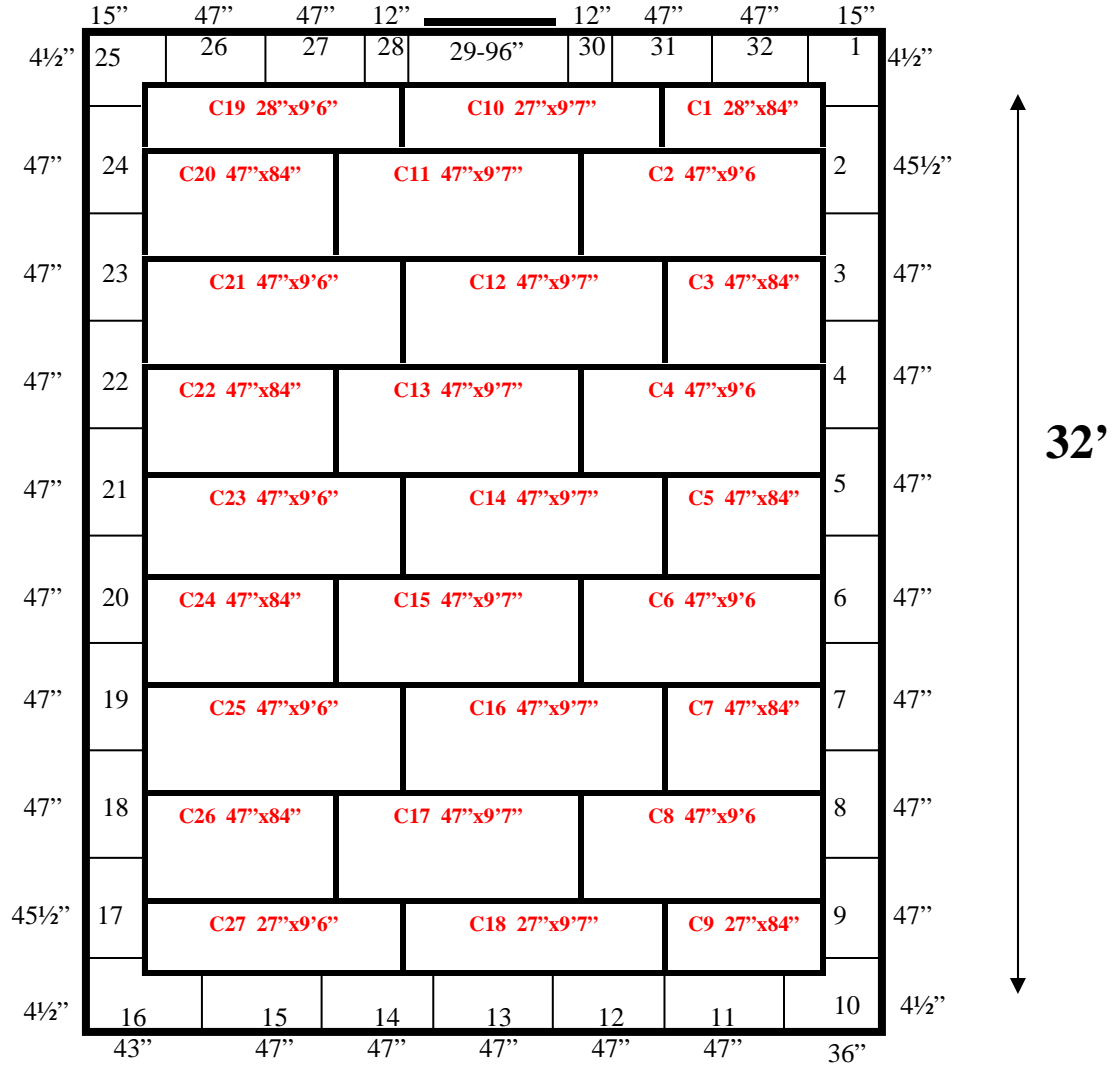 15” 47” 47” 12” 12” 47” 47” 15”
4½” 25 26 27 28 29-96” 30 31 32 1 4½”
C19 28”x9’6” C10 27”x9’7” C1 28”x84”
47” 24 C20 47”x84” C11 47”x9’7” C2 47”x9’6 2 45½”
47” 23 C21 47”x9’6” C12 47”x9’7” C3 47”x84” 3 47”
47” 22 C22 47”x84” C13 47”x9’7” C4 47”x9’6 4 47”
32’
47” 21 C23 47”x9’6” C14 47”x9’7” C5 47”x84” 5 47”
47” 20 C24 47”x84” C15 47”x9’7” C6 47”x9’6 6 47”
47” 19 C25 47”x9’6” C16 47”x9’7” C7 47”x84” 7 47”
47” 18 C26 47”x84” C17 47”x9’7” C8 47”x9’6 8 47”
45½” 17 C27 27”x9’6” C18 27”x9’7” C9 27”x84” 9 47”
4½” 16 15 14 13 12 11 10 4½”
43” 47” 47” 47” 47” 47” 36”